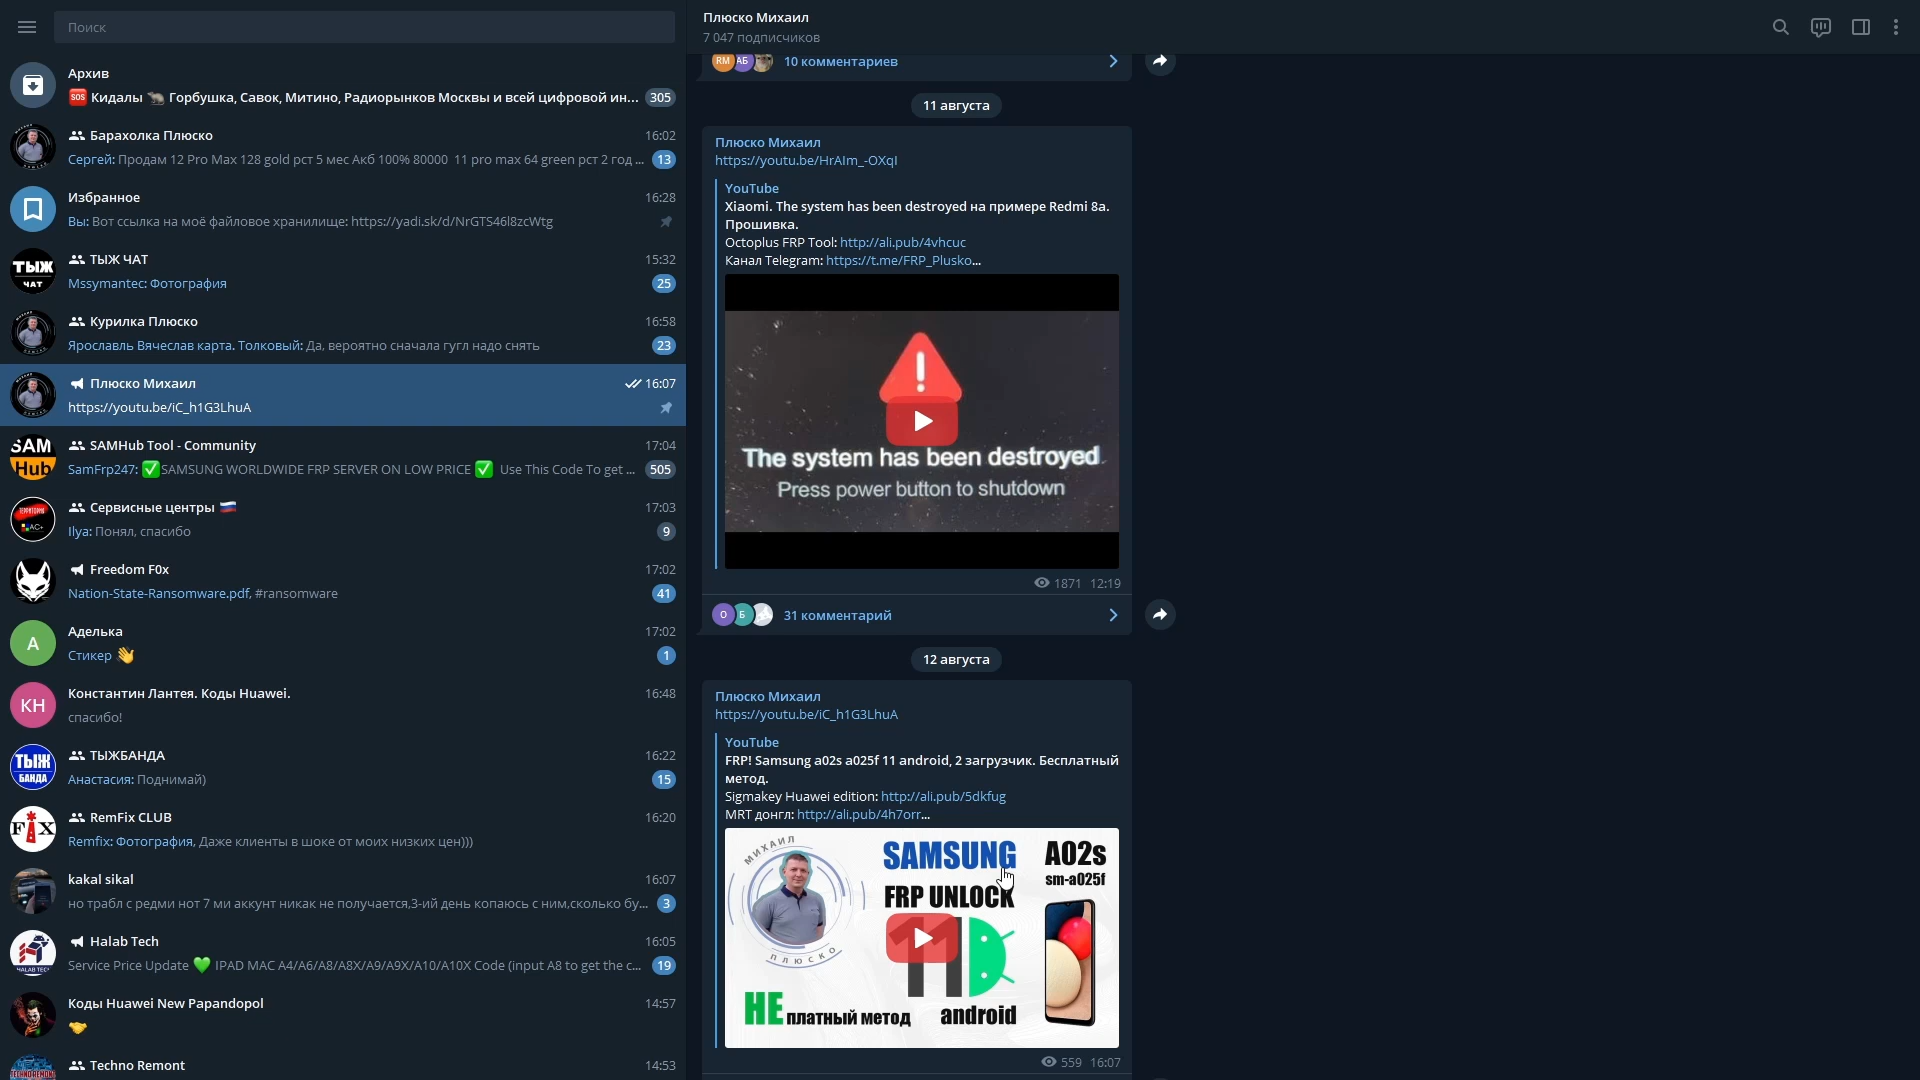 Поиск
Архив
🆘 Кидалы 🐀 Горбушка, Савок, Митино, Радиорынков Москвы и всей цифровой ин...
305
Барахолка Плюско
16:02
Сергей: Продам 12 Pro Max 128 gold рст 5 мес Акб 100% 80000 11 pro max 64 green рст 2 год ...
13
Избранное
16:28
Вы: Вот ссылка на моё файловое хранилище: https://yadi.sk/d/NrGTS46l8zcWtg
ТЫЖ
ЧАТ
ТЫЖ ЧАТ
15:32
Mssymantec: Фотография
25
Курилка Плюско
16:58
Ярославль Вячеслав карта. Толковый: Да, вероятно сначала гугл надо снять
23
Плюско Михаил
16:07
https://youtu.be/iC_h1G3LhuA
SAM
Hub
SAMHub Tool - Community
17:04
SamFrp247: ✅SAMSUNG WORLDWIDE FRP SERVER ON LOW PRICE ✅ Use This Code To get ...
505
Сервисные центры 🇷🇺
17:03
Ilya: Понял, спасибо
9
Freedom F0x
17:02
Nation-State-Ransomware.pdf, #ransomware
41
А
Аделька
17:02
Стикер 👋
1
КН
Константин Лантея. Коды Huawei.
16:48
спасибо!
ТЫЖ
БАНДА
ТЫЖБАНДА
16:22
Анастасия: Поднимай)
15
FIX
RemFix CLUB
16:20
Remfix: Фотография, Даже клиенты в шоке от моих низких цен)))
kakal sikal
16:07
но трабл с редми нот 7 ми аккунт никак не получается,3-ий день копаюсь с ним,сколько бу...
3
HALAB TECH
Halab Tech
16:05
Service Price Update 💚 IPAD MAC A4/A6/A8/A8X/A9/A9X/A10/A10X Code (input A8 to get the c...
19
Коды Huawei New Papandopol
14:57
🤝
Techno Remont
14:53
Плюско Михаил
7 047 подписчиков
RM АБ
10 комментариев
11 августа
Плюско Михаил
https://youtu.be/HrAIm_-OXqI
YouTube
Xiaomi. The system has been destroyed на примере Redmi 8a.
Прошивка.
Octoplus FRP Tool: http://ali.pub/4vhcuc
Канал Telegram: https://t.me/FRP_Plusko...
The system has been destroyed
Press power button to shutdown
1871 12:19
О Б
31 комментарий
12 августа
Плюско Михаил
https://youtu.be/iC_h1G3LhuA
YouTube
FRP! Samsung a02s a025f 11 android, 2 загрузчик. Бесплатный
метод.
Sigmakey Huawei edition: http://ali.pub/5dkfug
MRT донгл: http://ali.pub/4h7orr...
МИХАИЛ
ПЛЮСКО
SAMSUNG
FRP UNLOCK
11
A02s
sm-a025f
НЕ платный метод
android
559 16:07